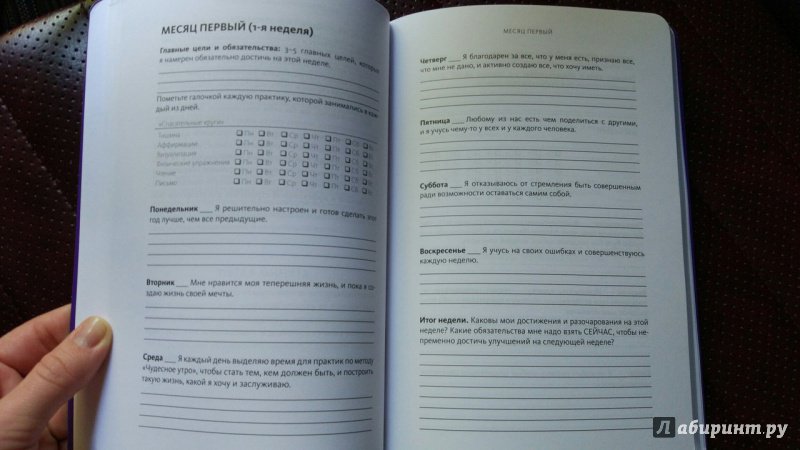 МЕСЯЦ ПЕРВЫЙ (1-я неделя)
Главные цели и обязательства: 3–5 главных целей, которых
я намерен обязательно достичь на этой неделе.
Пометьте галочкой каждую практику, которой занимались в каж-
дый из дней.
«Спасательные круги»
Тишина Пн Вт Ср Чт Пт Сб Вс
Аффирмации Пн Вт Ср Чт Пт Сб Вс
Визуализация Пн Вт Ср Чт Пт Сб Вс
Физические упражнения Пн Вт Ср Чт Пт Сб Вс
Чтение Пн Вт Ср Чт Пт Сб Вс
Письмо Пн Вт Ср Чт Пт Сб Вс
Понедельник ___ Я решительно настроен и готов сделать этот
год лучше, чем все предыдущие.
Вторник ___ Мне нравится моя теперешняя жизнь, и пока я со-
здаю жизнь своей мечты.
Среда ___ Я каждый день выделяю время для практик по методу
«Чудесное утро», чтобы стать тем, кем должен быть, и построить
такую жизнь, какой я хочу и заслуживаю.
МЕСЯЦ ПЕРВЫЙ
Четверг ___ Я благодарен за все, что у меня есть, признаю все,
что мне не дано, и активно создаю все, что хочу иметь.
Пятница ___ Любому из нас есть чем поделиться с другими,
и я учусь чему-то у всех и у каждого человека.
Суббота ___ Я отказываюсь от стремления быть совершенным
ради возможности оставаться самим собой.
Воскресенье ___ Я учусь на своих ошибках и совершенствуюсь
каждую неделю.
Итог недели. Каковы мои достижения и разочарования на этой
неделе? Какие обязательства мне надо взять СЕЙЧАС, чтобы не-
пременно достичь улучшений на следующей неделе?
Лабиринт.ру